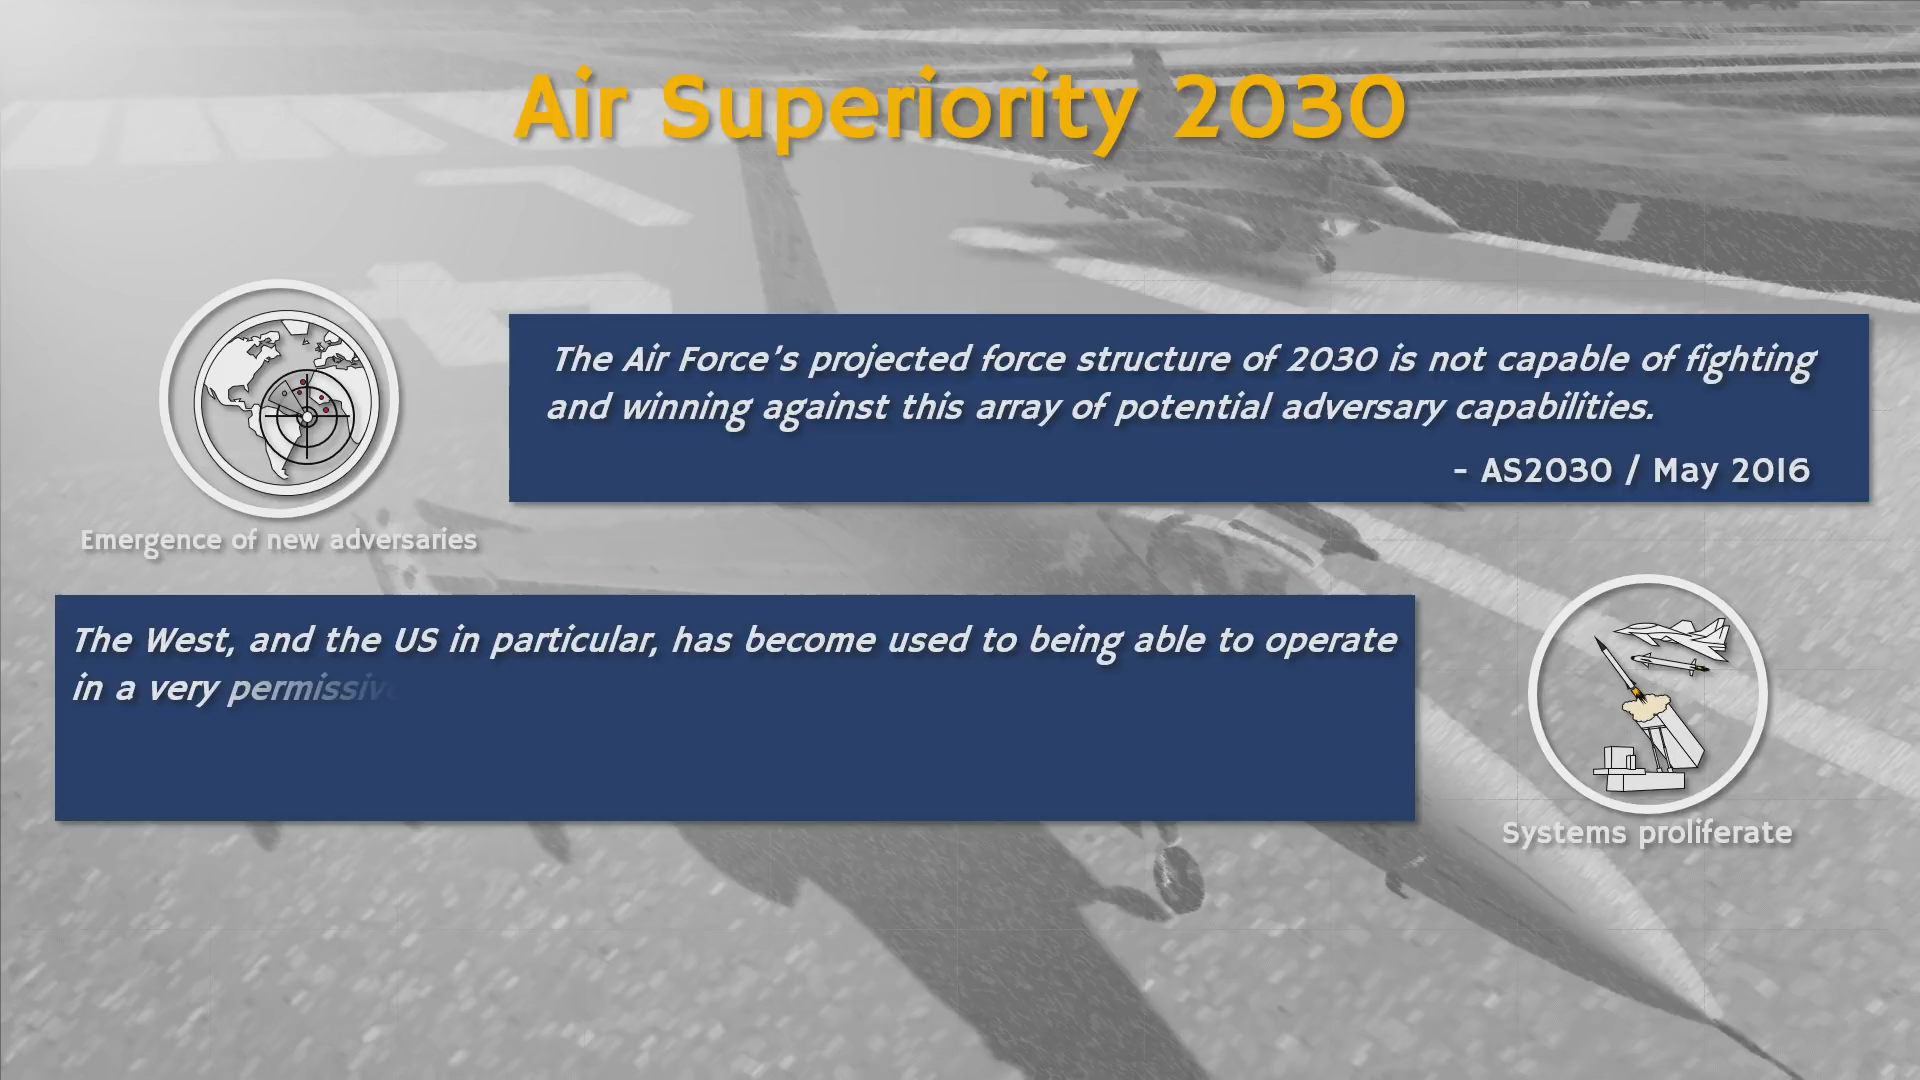 Air Superiority 2030
The Air Force's projected force structure of 2030 is not capable of fighting
and winning against this array of potential adversary capabilities.
- AS2030 / May 2016
Emergence of new adversaries
The West, and the US in particular, has become used to being able to operate
in a very permissive
Systems proliferate